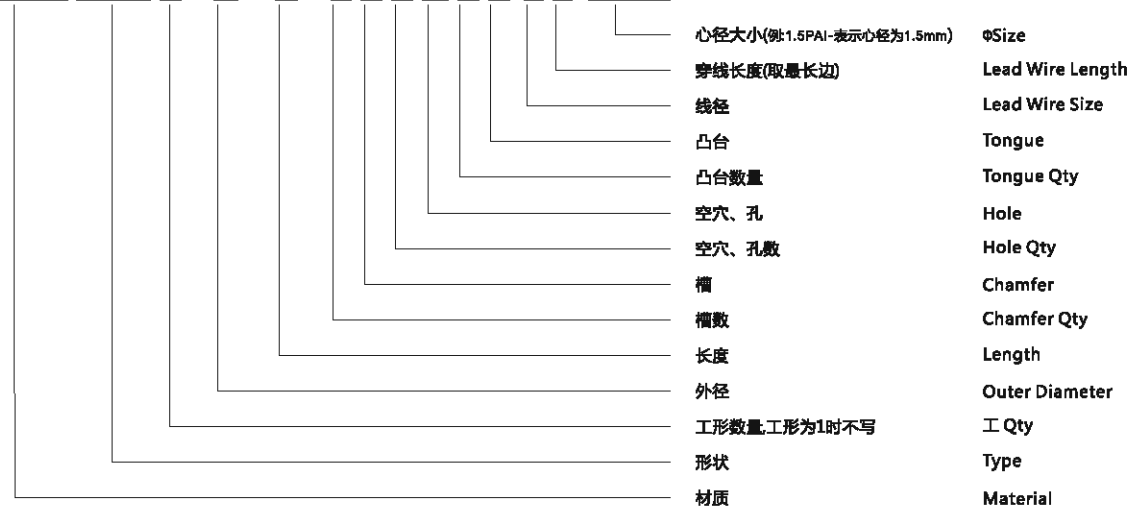 心径大小(例:1.5PAI-表示心径为1.5mm) ΦSize
穿线长度(取最长边) Lead Wire Length
线径 Lead Wire Size
凸台 Tongue
凸台数量 Tongue Qty
空穴、孔 Hole
空穴、孔数 Hole Qty
槽 Chamfer
槽数 Chamfer Qty
长度 Length
外径 Outer Diameter
工形数量,工形为1时不写 工 Qty
形状 Type
材质 Material